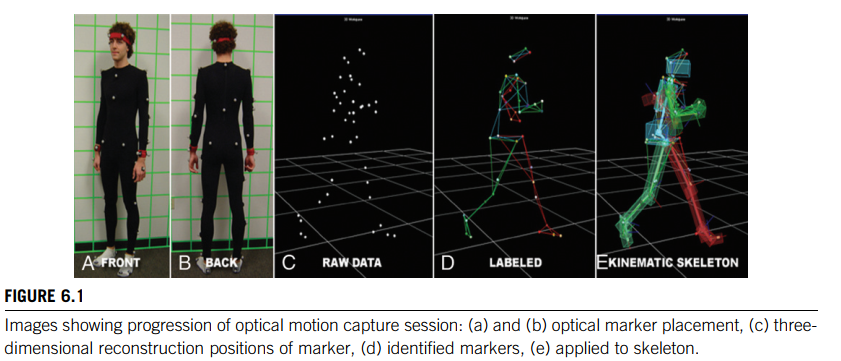 A FRONT
B BACK
C RAW DATA
D LABELED
E KINEMATIC SKELETON
FIGURE 6.1
Images showing progression of optical motion capture session: (a) and (b) optical marker placement, (c) three-
dimensional reconstruction positions of marker, (d) identified markers, (e) applied to skeleton.